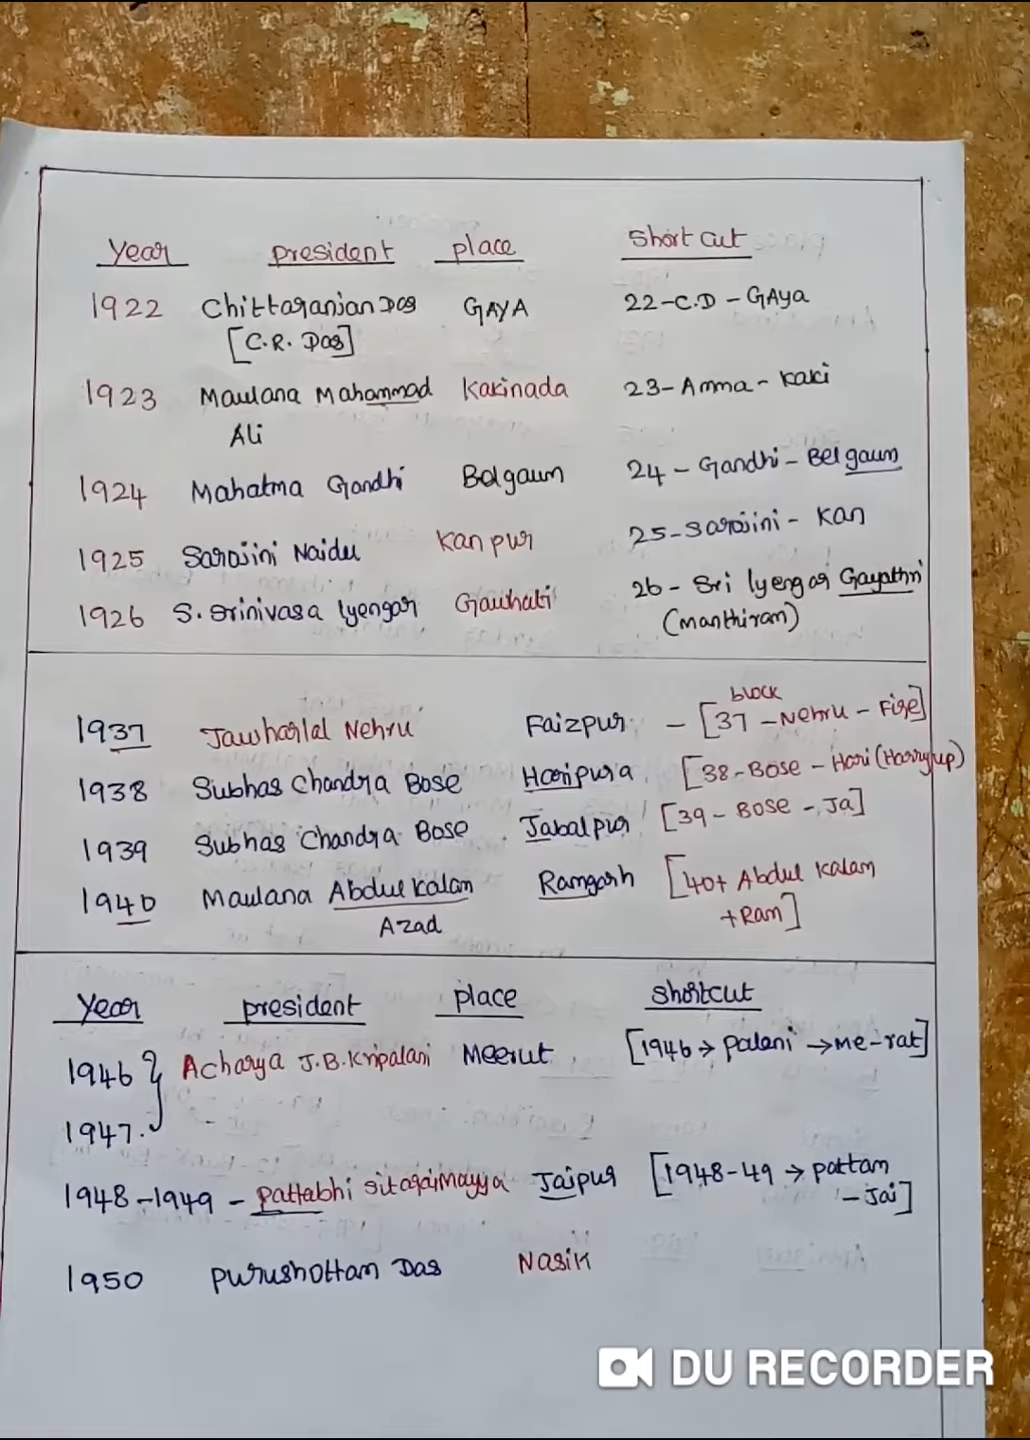 Year president place short cut
1922 Chittaranjan Das GAYA 22-C.D - GAya
[C.R. Das]
1923 Maulana Mahammad Kakinada 23-Amma-kaki
Ali
1924 Mahatma Gandhi Belgaum 24 - Gandhi - Belgaum
1925 Sarojini Naidu Kanpur 25-Sarojini - Kan
1926 S. Srinivasa Iyengar Gauhati 26- Sri Iyengar Gayathri
(manthiram)
block
1937 Jawharlal Nehru Faizpur - [37 -Nehru - Fire]
1938 Subhas Chandra Bose Haripura [38-Bose - Hari (Harryup)
1939 Subhas Chandra Bose Jabalpur [39 - Bose - Ja]
1940 Maulana Abdul Kalam Ramgarh [40+ Abdul Kalam
Azad +Ram]
Year president place shortcut
1946 } Acharya J.B. Kripalani Meerut [1946 → palani → Me-rat]
1947.
1948-1949 - pattabhi sitaraimayya Jaipur [1948-49 → pattam
- Jai]
1950 purushottam Das Nasik
DU RECORDER